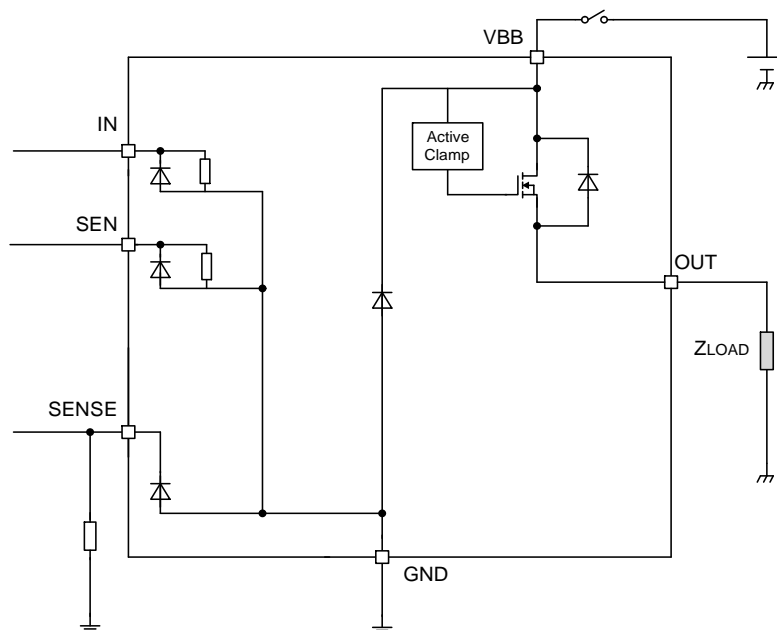 VBB
IN
Active
Clamp
SEN
OUT
ZLOAD
SENSE
GND